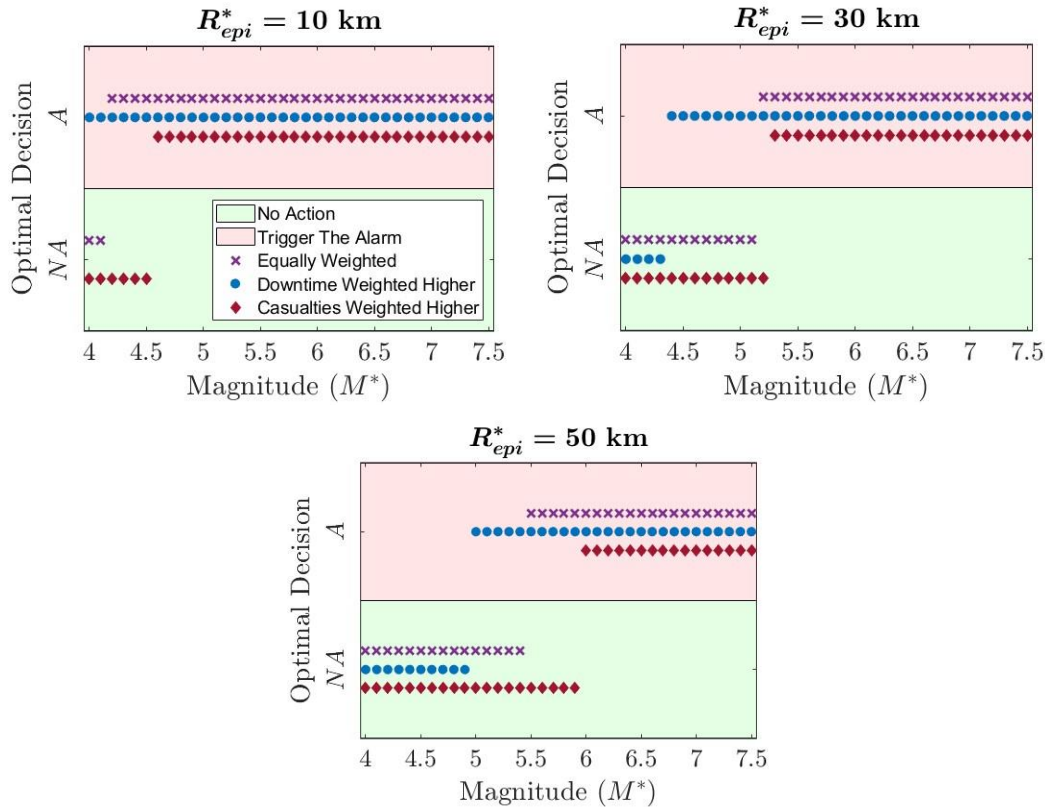 R*epi = 10 km
Optimal Decision
A
NA
No Action
Trigger The Alarm
Equally Weighted
Downtime Weighted Higher
Casualties Weighted Higher
4 4.5 5 5.5 6 6.5 7 7.5
Magnitude (M*)
R*epi = 30 km
Optimal Decision
A
NA
4 4.5 5 5.5 6 6.5 7 7.5
Magnitude (M*)
R*epi = 50 km
Optimal Decision
A
NA
4 4.5 5 5.5 6 6.5 7 7.5
Magnitude (M*)